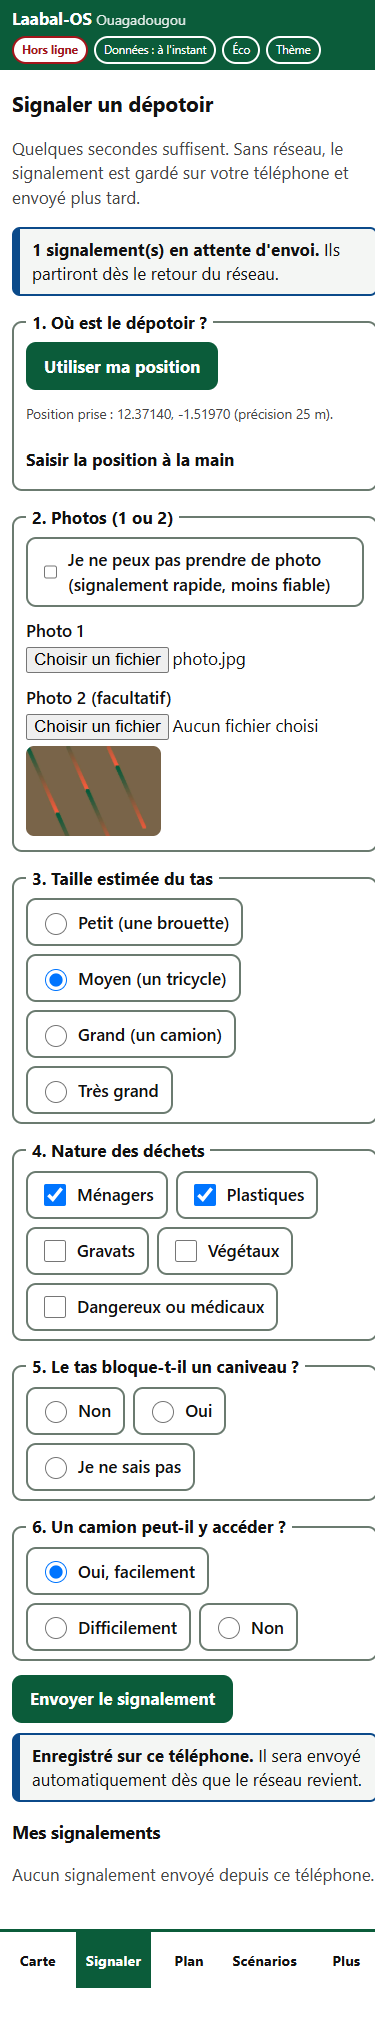 Laabal-OS Ouagadougou
Hors ligne Données : à l'instant Éco Thème
Signaler un dépotoir
Quelques secondes suffisent. Sans réseau, le
signalement est gardé sur votre téléphone et
envoyé plus tard.
1 signalement(s) en attente d'envoi. Ils
partiront dès le retour du réseau.
1. Où est le dépotoir ?
Utiliser ma position
Position prise : 12.37140, -1.51970 (précision 25 m).
Saisir la position à la main
2. Photos (1 ou 2)
Je ne peux pas prendre de photo
(signalement rapide, moins fiable)
Photo 1
Choisir un fichier photo.jpg
Photo 2 (facultatif)
Choisir un fichier Aucun fichier choisi
3. Taille estimée du tas
Petit (une brouette)
Moyen (un tricycle)
Grand (un camion)
Très grand
4. Nature des déchets
Ménagers Plastiques
Gravats Végétaux
Dangereux ou médicaux
5. Le tas bloque-t-il un caniveau ?
Non Oui
Je ne sais pas
6. Un camion peut-il y accéder ?
Oui, facilement
Difficilement Non
Envoyer le signalement
Enregistré sur ce téléphone. Il sera envoyé
automatiquement dès que le réseau revient.
Mes signalements
Aucun signalement envoyé depuis ce téléphone.
Carte Signaler Plan Scénarios Plus